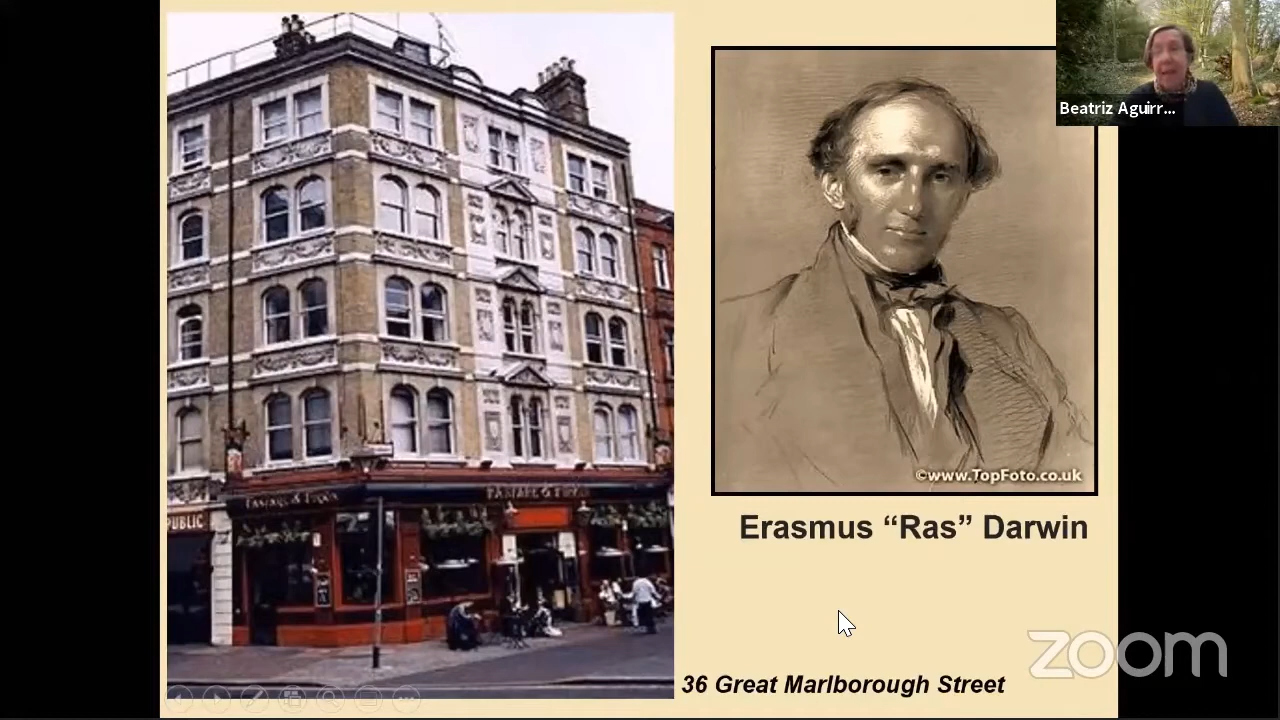 Beatriz Aguirr...
©www.TopFoto.co.uk
Erasmus “Ras” Darwin
PUBLIC
36 Great Marlborough Street
zoom